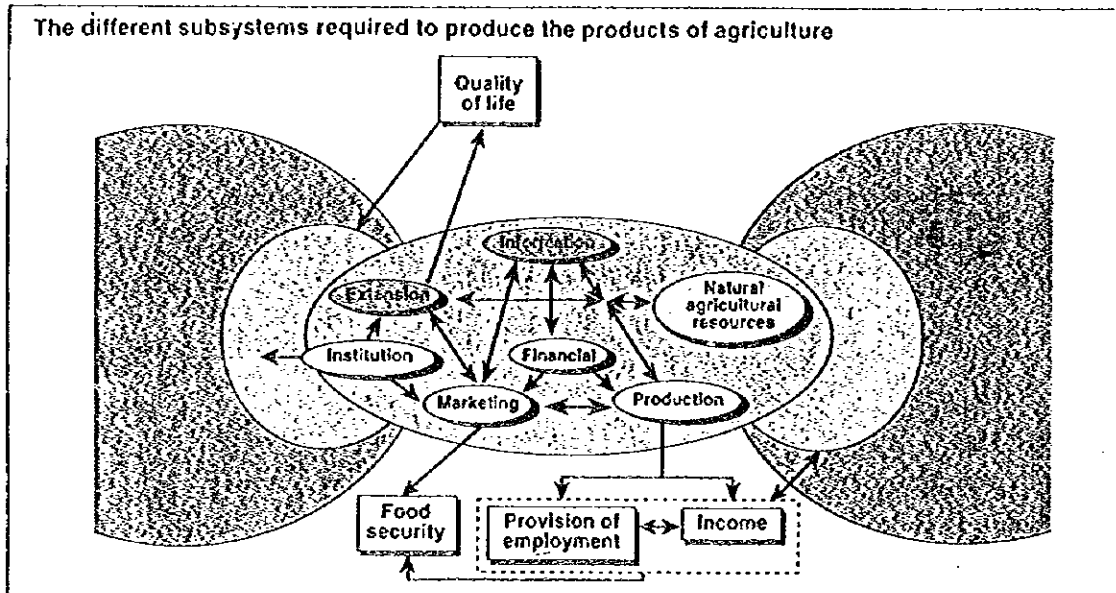 The different subsystems required to produce the products of agriculture
Quality
of life
Information
Extension
Natural
agricultural
resources
Institution
Financial
Marketing
Production
Food
security
Provision of
employment
Income